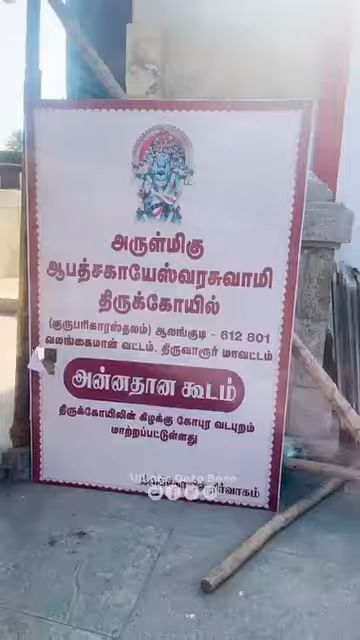 அருள்மிகு
ஆபத்சகாயேஸ்வரசுவாமி
திருக்கோயில்
(குருபரிகாரஸ்தலம்) ஆலங்குடி - 612 801
வலங்கைமான் வட்டம். திருவாரூர் மாவட்டம்
அன்னதான கூடம்
திருக்கோயிலின் கிழக்கு கோபுர வடபுறம்
மாற்றப்பட்டுள்ளது